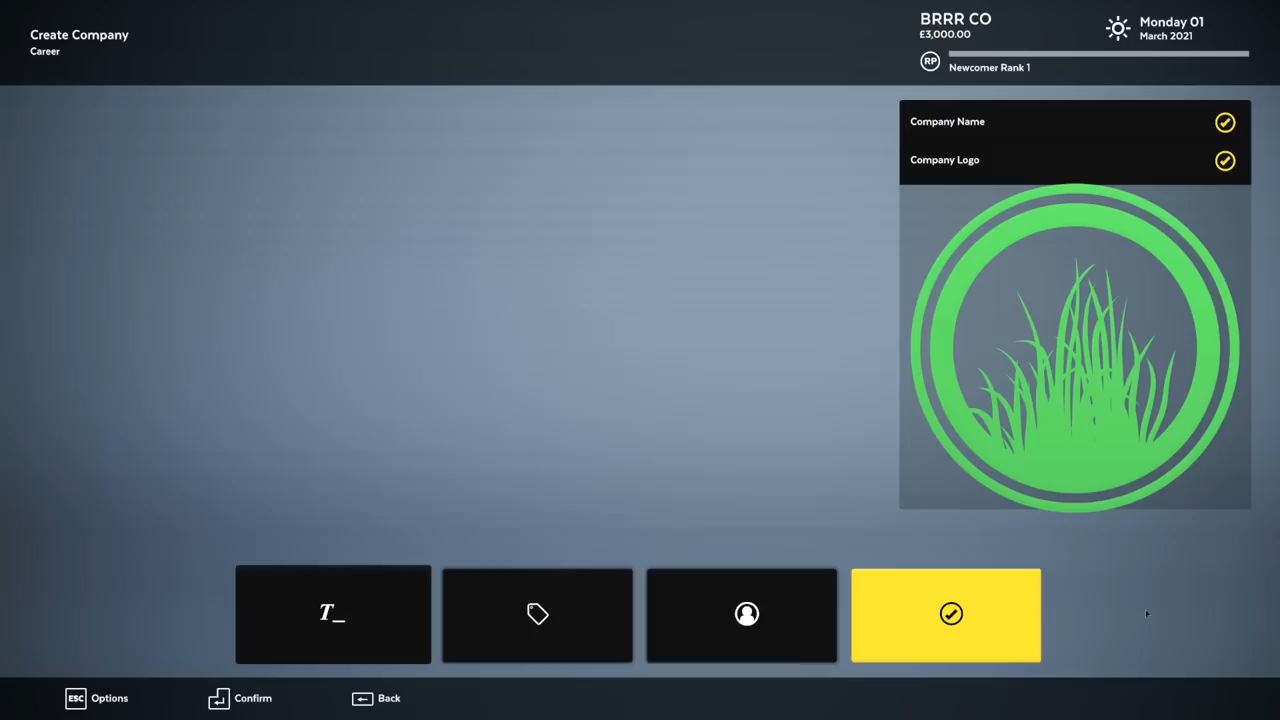 Create Company
Career
BRRR CO
£3,000.00
Monday 01
March 2021
RP
Newcomer Rank 1
Company Name
Company Logo
T_
ESC Options
Confirm
Back